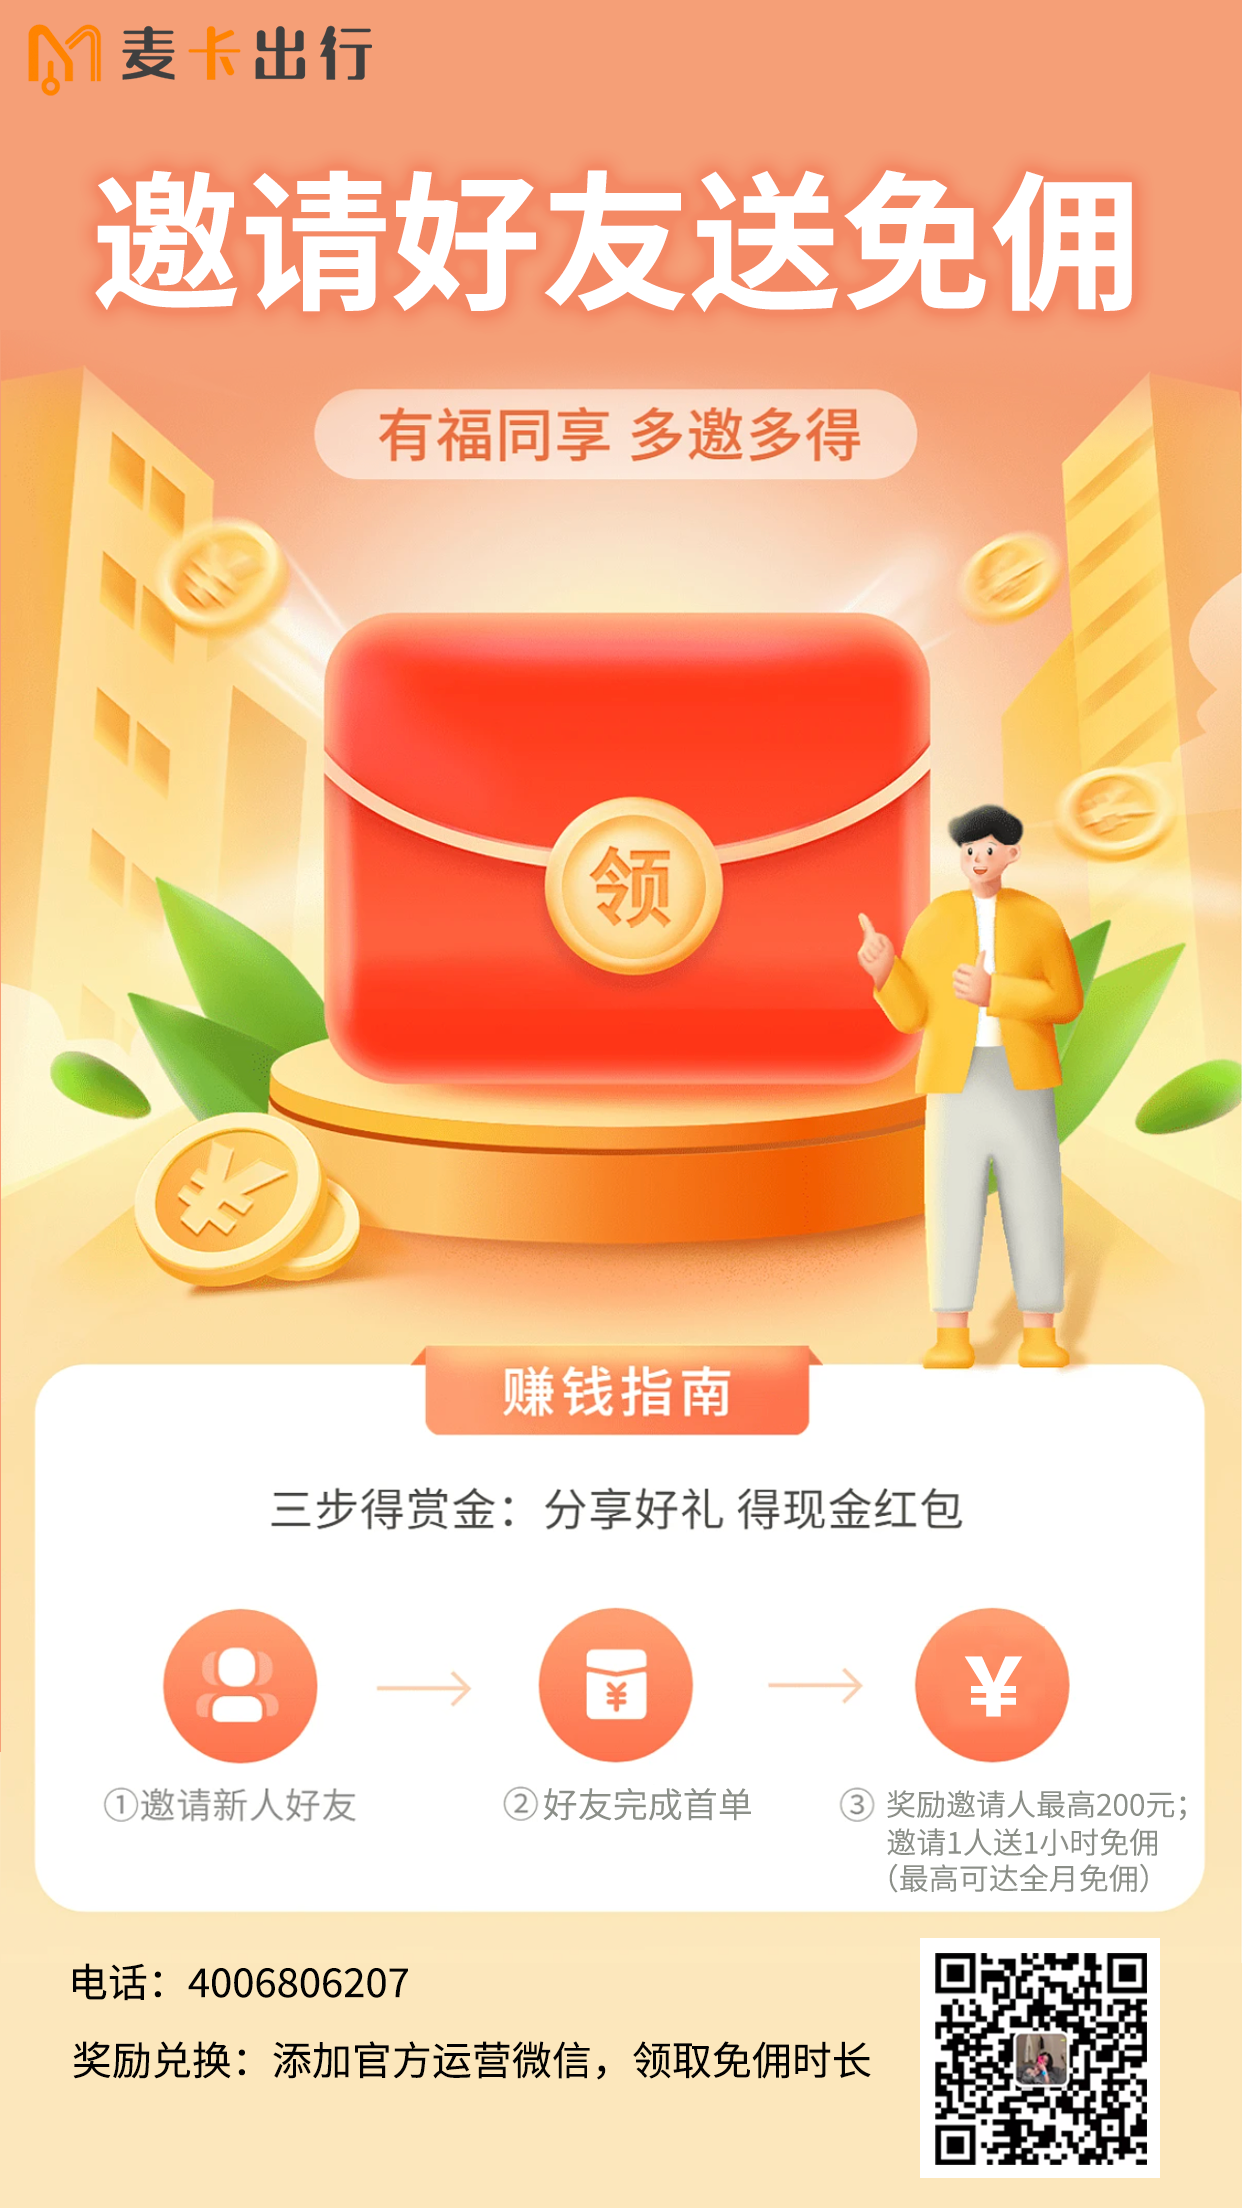 麦卡出行
邀请好友送免佣
有福同享 多邀多得
领
赚钱指南
三步得赏金：分享好礼 得现金红包
¥
①邀请新人好友
②好友完成首单
③ 奖励邀请人最高200元；
邀请1人送1小时免佣
（最高可达全月免佣）
电话：4006806207
奖励兑换：添加官方运营微信，领取免佣时长